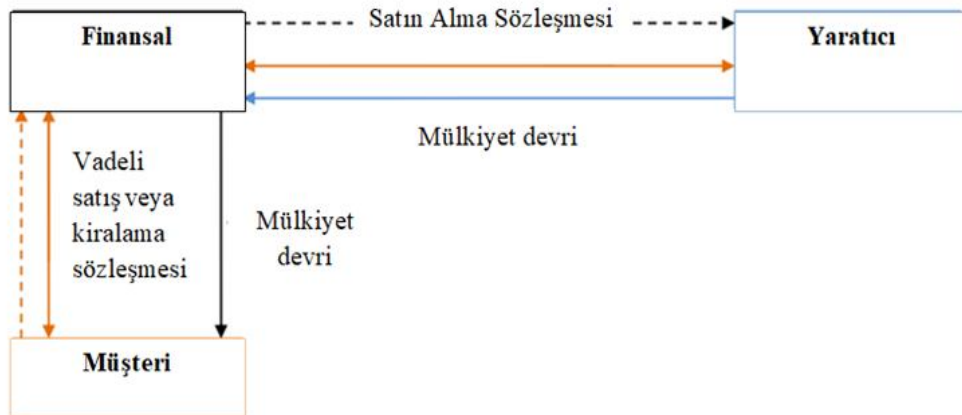 Satın Alma Sözleşmesi
Finansal
Yaratıcı
Mülkiyet devri
Vadeli
satış veya
kiralama
sözleşmesi
Mülkiyet
devri
Müşteri